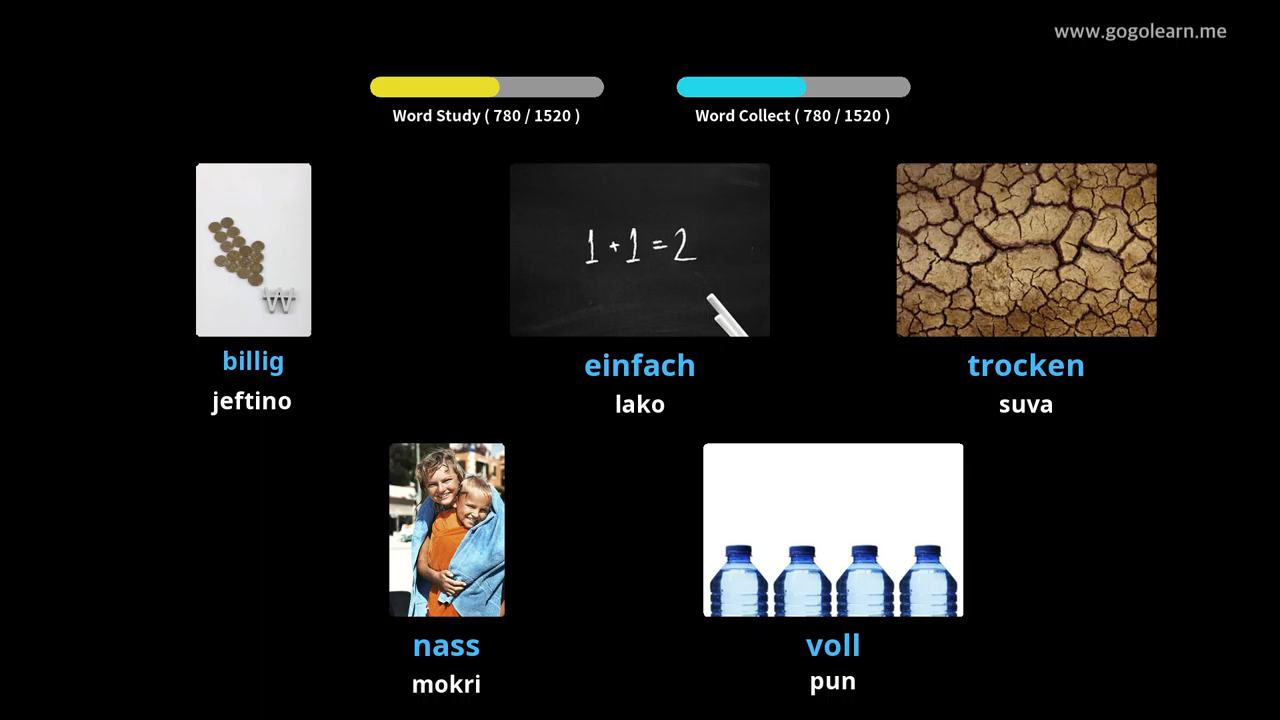 www.gogolearn.me
Word Study ( 780 / 1520 )
Word Collect ( 780 / 1520 )
1 + 1 = 2
₩
billig
einfach
trocken
jeftino
lako
suva
nass
voll
mokri
pun